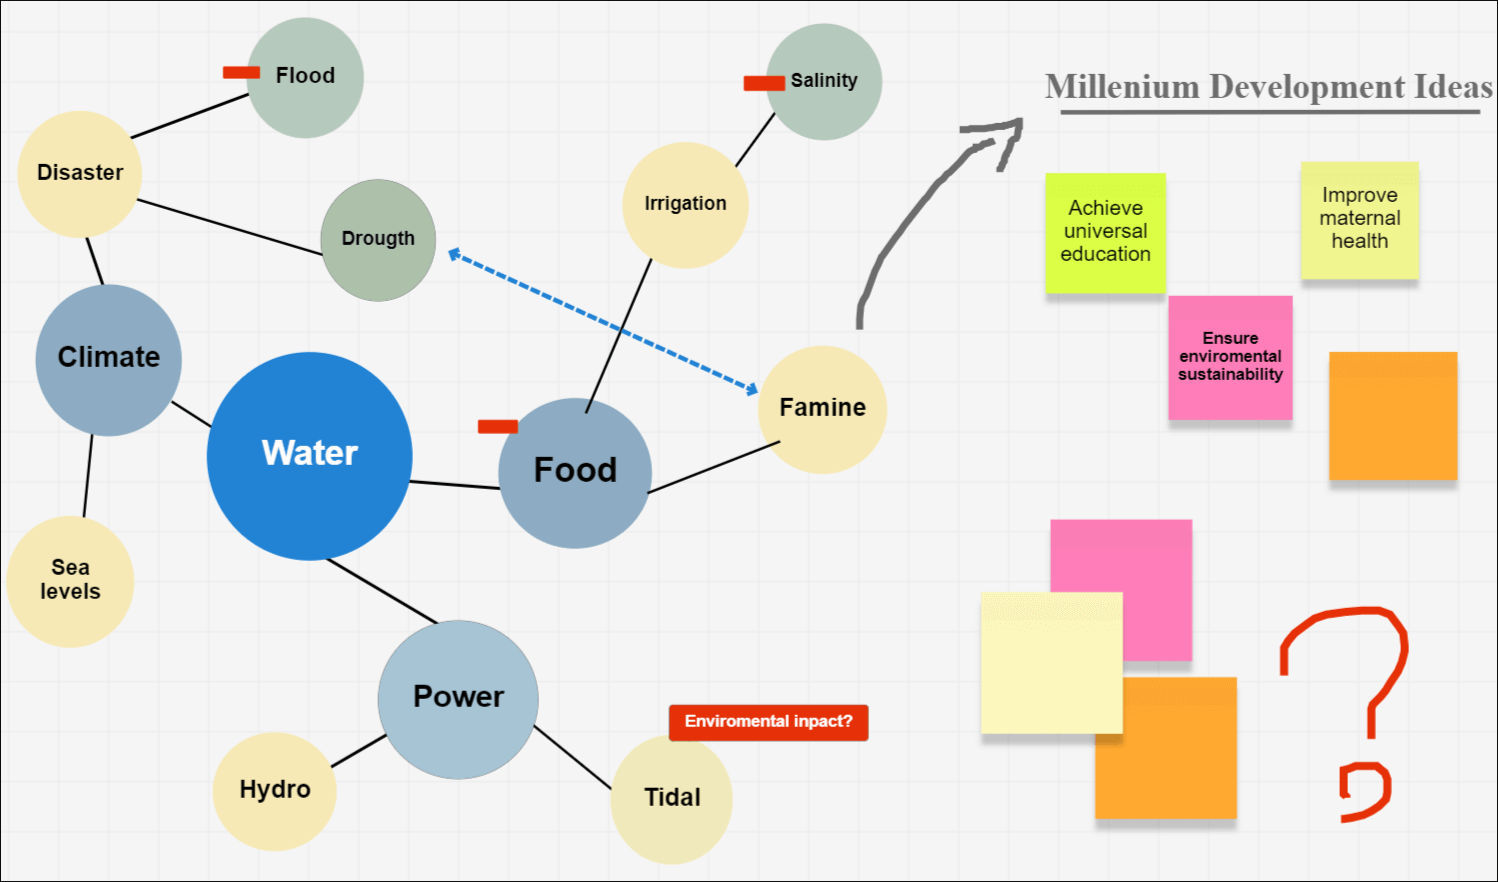 Flood
Salinity
Millenium Development Ideas
Disaster
Irrigation
Drougth
Achieve
universal
education
Improve
maternal
health
Climate
Ensure
enviromental
sustainability
Water
Food
Famine
Sea
levels
Power
Enviromental inpact?
Hydro
Tidal
?